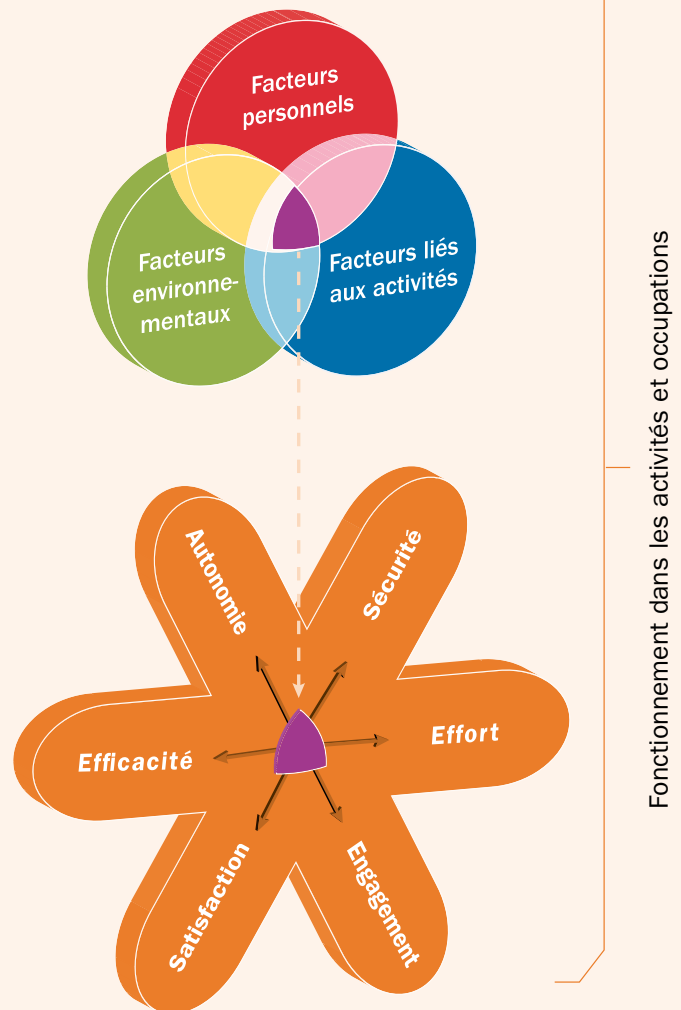 Facteurs
personnels
Facteurs
environne-
mentaux
Facteurs liés
aux activités
Autonomie
Sécurité
Efficacité
Effort
Satisfaction
Engagement
Fonctionnement dans les activités et occupations